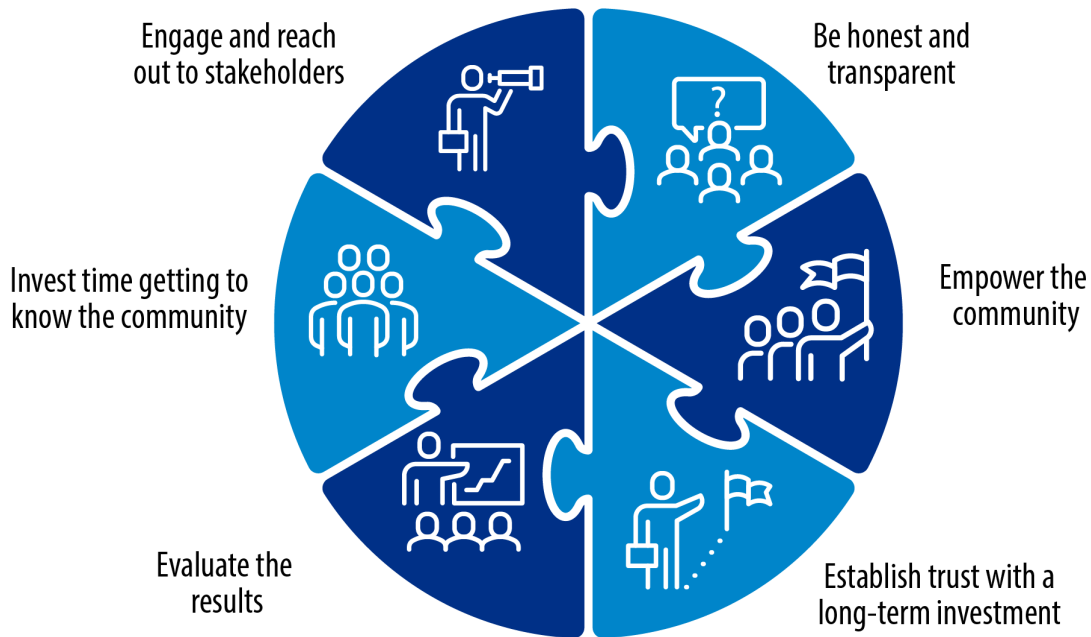 Engage and reach
out to stakeholders
Be honest and
transparent
?
Invest time getting to
know the community
Empower the
community
Evaluate the
results
Establish trust with a
long-term investment